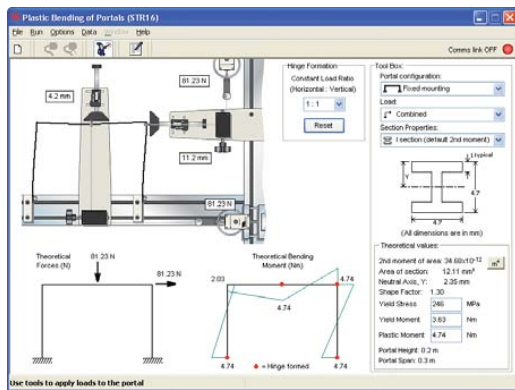 Plastic Bending of Portals (STR16)
File Run Options Data Window Help
Comms link OFF
4.2 mm
81.23 N
11.2 mm
81.23 N
Hinge Formation
Constant Load Ratio
(Horizontal : Vertical)
1 : 1
Reset
Tool Box:
Portal configuration:
Fixed mounting
Load
Combined
Section Properties:
I section (default 2nd moment)
1 typical
Y
4.7
4.7
(All dimensions are in mm)
Theoretical
Forces (N)
81.23 N
81.23 N
Theoretical Bending
Moment (Nm)
2.03
4.74
4.74
4.74
4.74
= Hinge formed
Theoretical values:
2nd moment of area: 34.68x10⁻¹² m⁴
Area of section: 12.11 mm²
Neutral Axis, Y: 2.35 mm
Shape Factor: 1.30
Yield Stress 246 MPa
Yield Moment 3.63 Nm
Plastic Moment 4.74 Nm
Portal Height: 0.2 m
Portal Span: 0.3 m
Use tools to apply loads to the portal